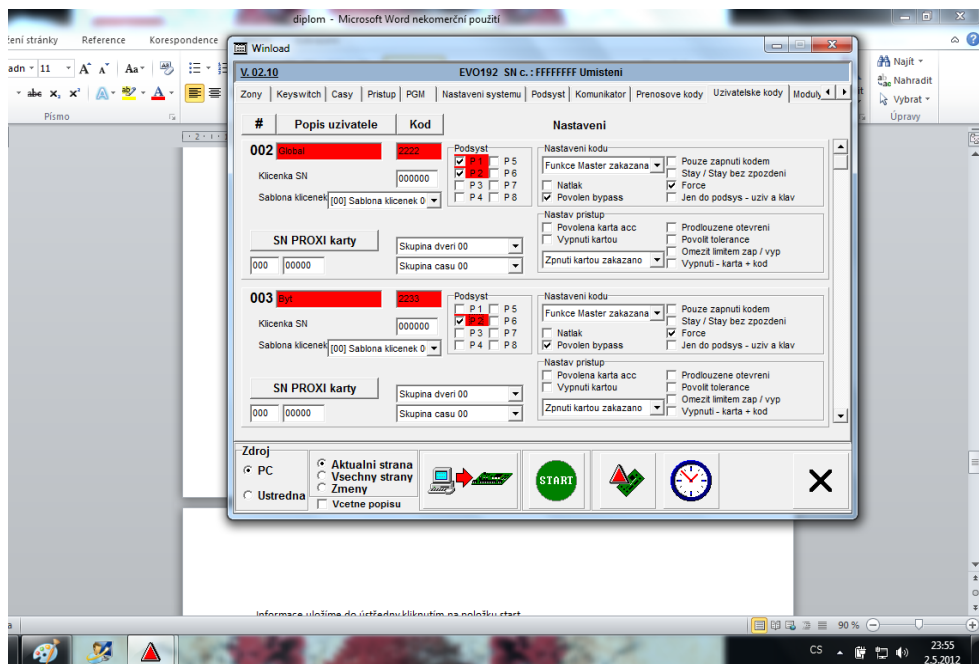 diplom - Microsoft Word nekomerční použití
žení stránky Reference Korespondence
Winload
adn 11 A A Aa
abc x, x² A A
Písmo
Najít
Nahradit
Vybrat
Úpravy
V. 02.10 EVO192 SN c. : FFFFFFFF Umisteni
Zony Keyswitch Casy Pristup PGM Nastaveni systemu Podsyst Komunikator Prenosove kody Uzivatelske kody Moduly
# Popis uzivatele Kod Nastaveni
002 Global 2222
Klicenka SN 000000
Sablona klicenek [00] Sablona klicenek 0
SN PROXI karty
000 00000
Skupina dveri 00
Skupina casu 00
Podsyst
P 1 P 5
P 2 P 6
P 3 P 7
P 4 P 8
Nastaveni kodu
Funkce Master zakazana
Natlak
Povolen bypass
Pouze zapnuti kodem
Stay / Stay bez zpozdeni
Force
Jen do podsys - uziv a klav
Nastav pristup
Povolena karta acc
Vypnuti kartou
Zpnuti kartou zakazano
Prodlouzene otevreni
Povolit tolerance
Omezit limitem zap / vyp
Vypnuti - karta + kod
003 Byt 2233
Klicenka SN 000000
Sablona klicenek [00] Sablona klicenek 0
SN PROXI karty
000 00000
Skupina dveri 00
Skupina casu 00
Podsyst
P 1 P 5
P 2 P 6
P 3 P 7
P 4 P 8
Nastaveni kodu
Funkce Master zakazana
Natlak
Povolen bypass
Pouze zapnuti kodem
Stay / Stay bez zpozdeni
Force
Jen do podsys - uziv a klav
Nastav pristup
Povolena karta acc
Vypnuti kartou
Zpnuti kartou zakazano
Prodlouzene otevreni
Povolit tolerance
Omezit limitem zap / vyp
Vypnuti - karta + kod
Zdroj
PC
Ustredna
Aktualni strana
Vsechny strany
Zmeny
Vcetne popisu
START
Informace uložíme do ústředny kliknutím na položku start
90 %
CS
23:55
2.5.2012